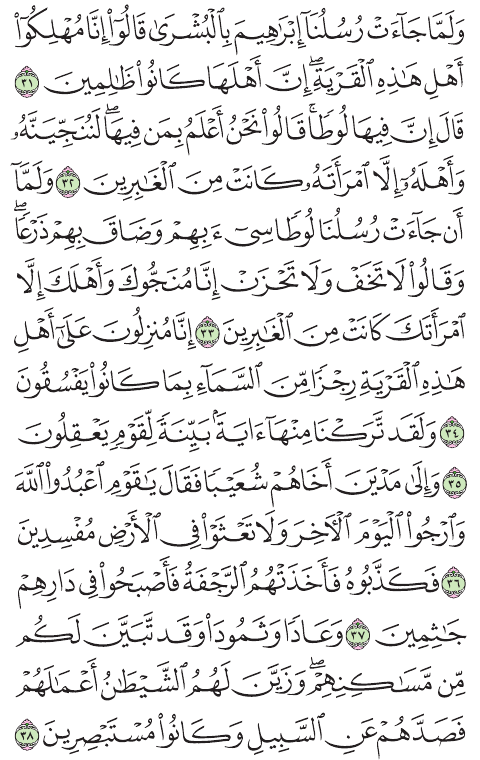 وَلَمَّا جَآءَتْ رُسُلُنَآ إِبْرَٰهِيمَ بِٱلْبُشْرَىٰ قَالُوٓا۟ إِنَّا مُهْلِكُوٓا۟
أَهْلِ هَٰذِهِ ٱلْقَرْيَةِ ۖ إِنَّ أَهْلَهَا كَانُوا۟ ظَٰلِمِينَ ٣١
قَالَ إِنَّ فِيهَا لُوطًا ۚ قَالُوا۟ نَحْنُ أَعْلَمُ بِمَن فِيهَا ۖ لَنُنَجِّيَنَّهُۥ
وَأَهْلَهُۥٓ إِلَّا ٱمْرَأَتَهُۥ كَانَتْ مِنَ ٱلْغَٰبِرِينَ ٣٢ وَلَمَّآ
أَن جَآءَتْ رُسُلُنَا لُوطًا سِىٓءَ بِهِمْ وَضَاقَ بِهِمْ ذَرْعًا ۖ
وَقَالُوا۟ لَا تَخَفْ وَلَا تَحْزَنْ إِنَّا مُنَجُّوكَ وَأَهْلَكَ إِلَّا
ٱمْرَأَتَكَ كَانَتْ مِنَ ٱلْغَٰبِرِينَ ٣٣ إِنَّا مُنزِلُونَ عَلَىٰٓ أَهْلِ
هَٰذِهِ ٱلْقَرْيَةِ رِجْزًا مِّنَ ٱلسَّمَآءِ بِمَا كَانُوا۟ يَفْسُقُونَ
٣٤ وَلَقَد تَّرَكْنَا مِنْهَآ ءَايَةًۢ بَيِّنَةً لِّقَوْمٍ يَعْقِلُونَ
٣٥ وَإِلَىٰ مَدْيَنَ أَخَاهُمْ شُعَيْبًا فَقَالَ يَٰقَوْمِ ٱعْبُدُوا۟ ٱللَّهَ
وَٱرْجُوا۟ ٱلْيَوْمَ ٱلْءَاخِرَ وَلَا تَعْثَوْا۟ فِى ٱلْأَرْضِ مُفْسِدِينَ
٣٦ فَكَذَّبُوهُ فَأَخَذَتْهُمُ ٱلرَّجْفَةُ فَأَصْبَحُوا۟ فِى دَارِهِمْ
جَٰثِمِينَ ٣٧ وَعَادًا وَثَمُودَا۟ وَقَد تَّبَيَّنَ لَكُم
مِّن مَّسَٰكِنِهِمْ ۖ وَزَيَّنَ لَهُمُ ٱلشَّيْطَٰنُ أَعْمَٰلَهُمْ
فَصَدَّهُمْ عَنِ ٱلسَّبِيلِ وَكَانُوا۟ مُسْتَبْصِرِينَ ٣٨